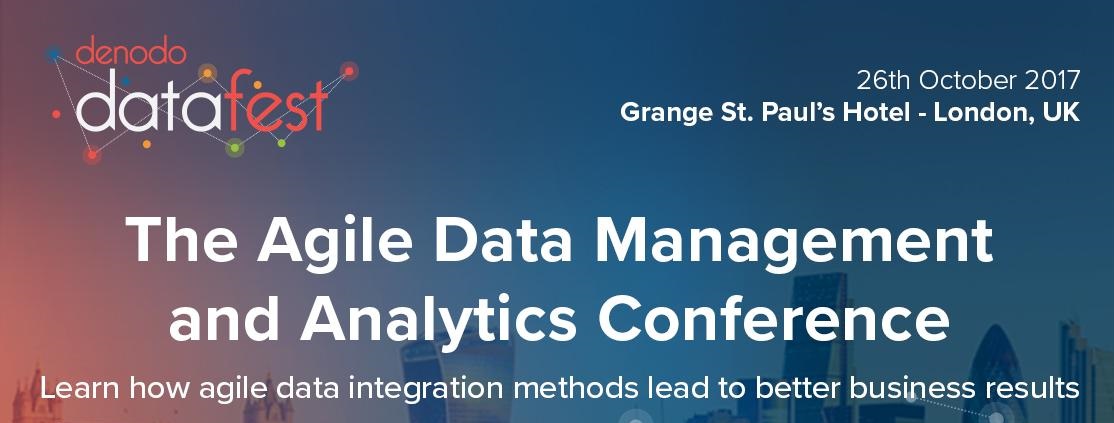 denodo
datafest
26th October 2017
Grange St. Paul's Hotel - London, UK
The Agile Data Management
and Analytics Conference
Learn how agile data integration methods lead to better business results